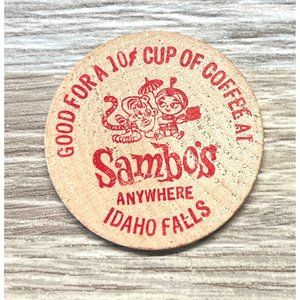 GOOD FOR A 10¢ CUP OF COFFEE AT
Sambo's
ANYWHERE
IDAHO FALLS